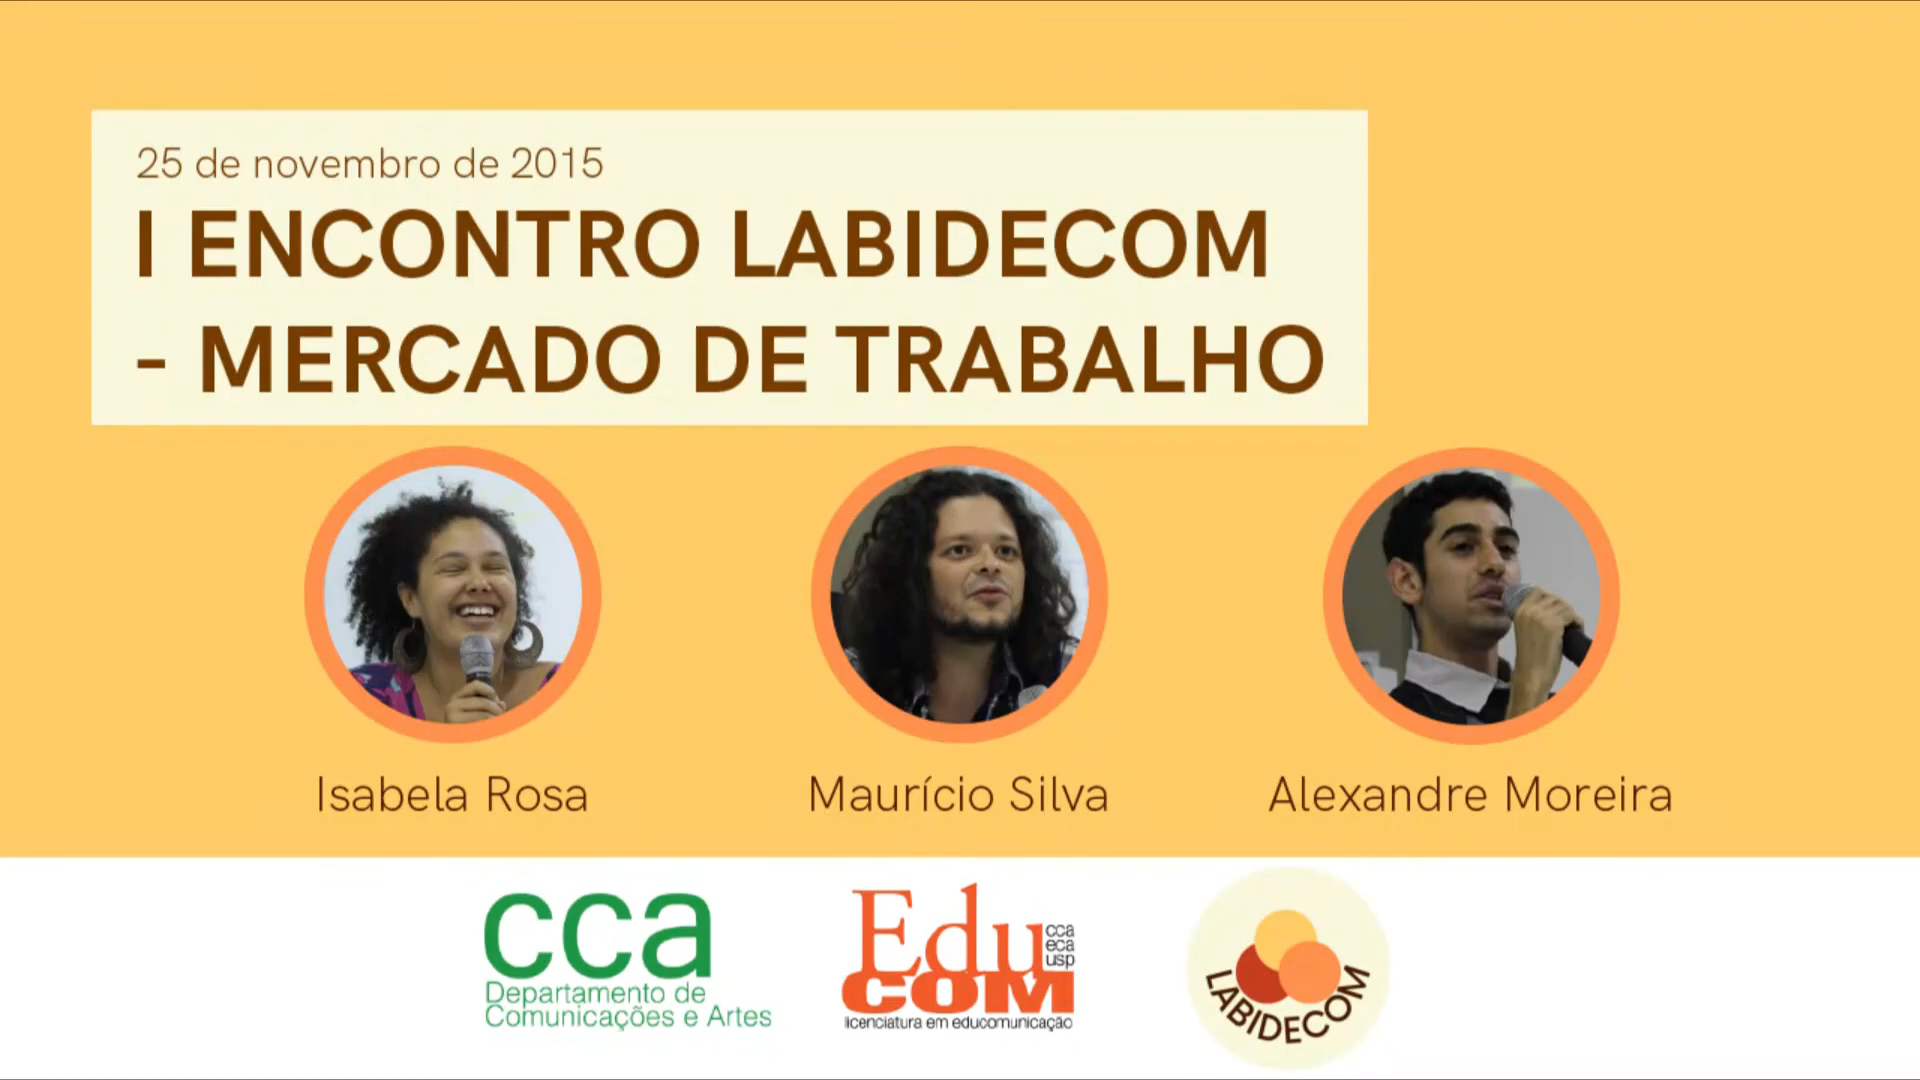 25 de novembro de 2015
I ENCONTRO LABIDECOM
- MERCADO DE TRABALHO
Isabela Rosa
Maurício Silva
Alexandre Moreira
cca
Departamento de
Comunicações e Artes
Edu
cca
eca
usp
COM
licenciatura em educomunicação
LABIDECOM